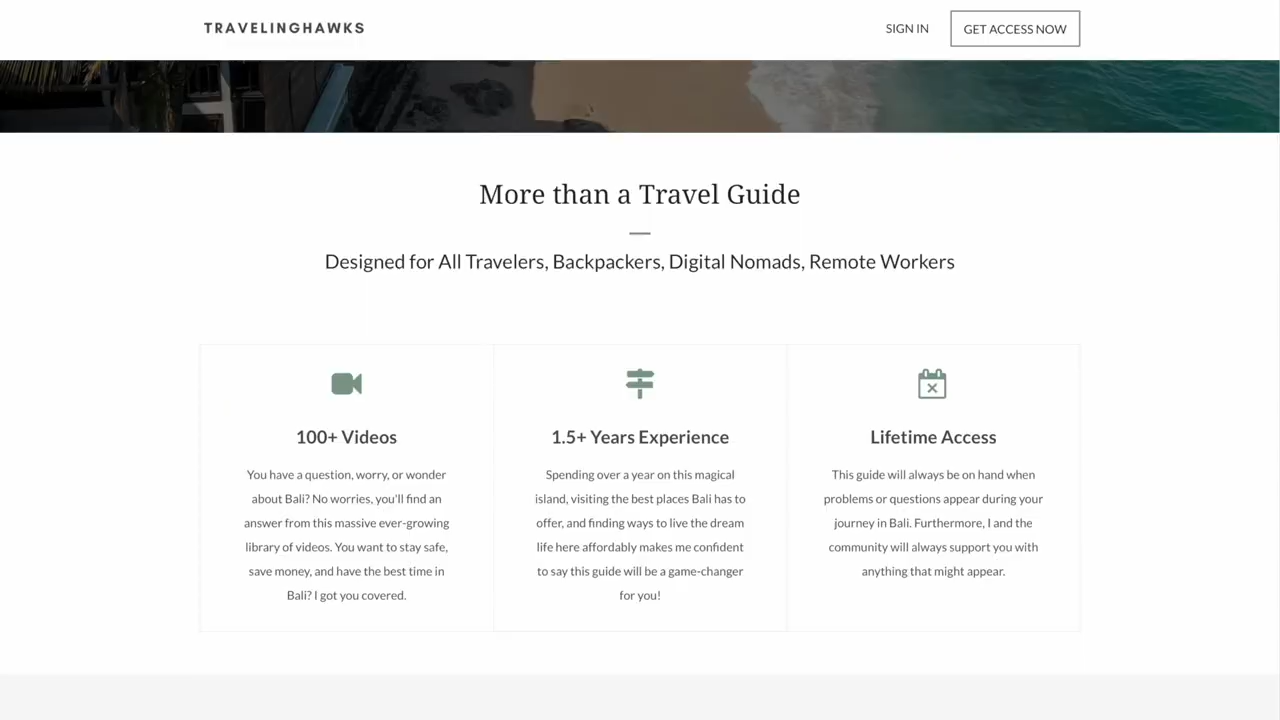 TRAVELINGHAWKS
SIGN IN
GET ACCESS NOW
More than a Travel Guide
Designed for All Travelers, Backpackers, Digital Nomads, Remote Workers
100+ Videos
You have a question, worry, or wonder
about Bali? No worries, you'll find an
answer from this massive ever-growing
library of videos. You want to stay safe,
save money, and have the best time in
Bali? I got you covered.
1.5+ Years Experience
Spending over a year on this magical
island, visiting the best places Bali has to
offer, and finding ways to live the dream
life here affordably makes me confident
to say this guide will be a game-changer
for you!
Lifetime Access
This guide will always be on hand when
problems or questions appear during your
journey in Bali. Furthermore, I and the
community will always support you with
anything that might appear.